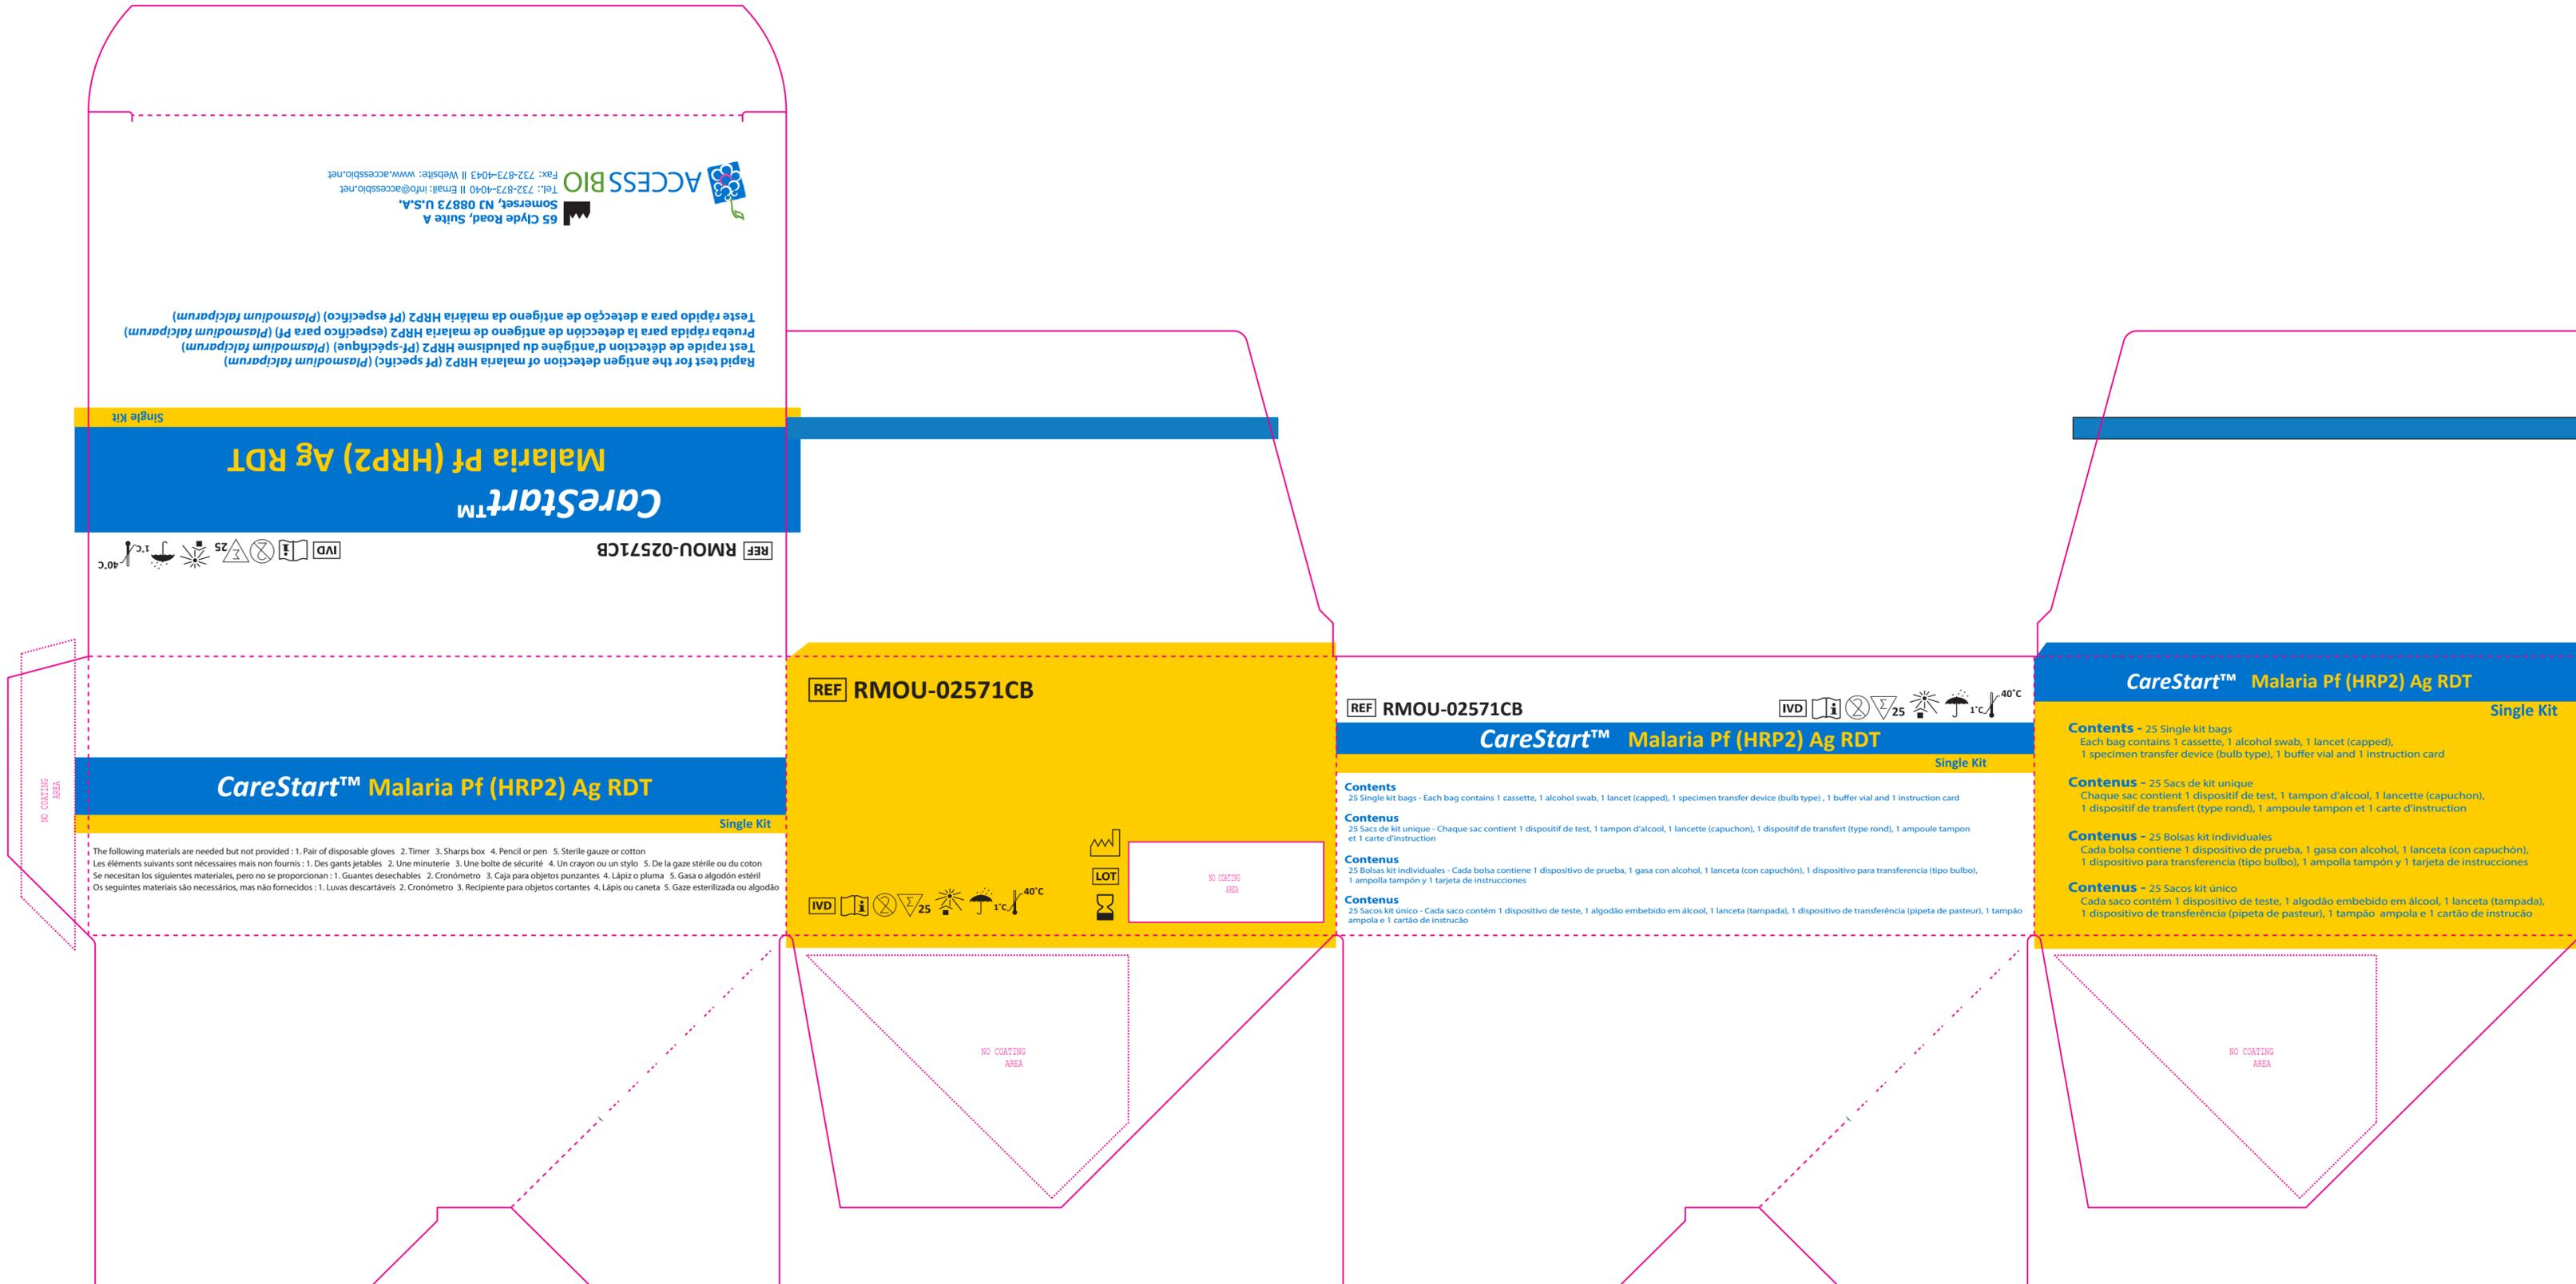 ACCESSBIO
65 Clyde Road, Suite A
Somerset, NJ 08873 U.S.A.
Tel.: 732-873-4040 II Email: info@accessbio.net
Fax: 732-873-4043 II Website: www.accessbio.net
Rapid test for the antigen detection of malaria HRP2 (Pf specific) (Plasmodium falciparum)
Test rapide de détection d'antigène du paludisme HRP2 (Pf-spécifique) (Plasmodium falciparum)
Prueba rápida para la detección de antigeno de malaria HRP2 (especifico para Pf) (Plasmodium falciparum)
Teste rápido para a detecção de antigeno da malária HRP2 (Pf especifico) (Plasmodium falciparum)
Single Kit
CareStart™
Malaria Pf (HRP2) Ag RDT
REF RMOU-02571CB
IVD i 2 Σ 25 1°C 40°C
NO COATING
AREA
CareStart™ Malaria Pf (HRP2) Ag RDT
Single Kit
The following materials are needed but not provided : 1. Pair of disposable gloves 2. Timer 3. Sharps box 4. Pencil or pen 5. Sterile gauze or cotton
Les éléments suivants sont nécessaires mais non fournis : 1. Des gants jetables 2. Une minuterie 3. Une boîte de sécurité 4. Un crayon ou un stylo 5. De la gaze stérile ou du coton
Se necesitan los siguientes materiales, pero no se proporcionan : 1. Guantes desechables 2. Cronómetro 3. Caja para objetos punzantes 4. Lápiz o pluma 5. Gasa o algodón estéril
Os seguintes materiais são necessários, mas não fornecidos : 1. Luvas descartáveis 2. Cronómetro 3. Recipiente para objetos cortantes 4. Lápis ou caneta 5. Gaze esterilizada ou algodão
REF RMOU-02571CB
LOT
NO COATING
AREA
IVD i 2 Σ 25 1°C 40°C
NO COATING
AREA
REF RMOU-02571CB
IVD i 2 Σ 25 1°C 40°C
CareStart™ Malaria Pf (HRP2) Ag RDT
Single Kit
Contents
25 Single kit bags - Each bag contains 1 cassette, 1 alcohol swab, 1 lancet (capped), 1 specimen transfer device (bulb type) , 1 buffer vial and 1 instruction card
Contenus
25 Sacs de kit unique - Chaque sac contient 1 dispositif de test, 1 tampon d'alcool, 1 lancette (capuchon), 1 dispositif de transfert (type rond), 1 ampoule tampon
et 1 carte d'instruction
Contenus
25 Bolsas kit individuales - Cada bolsa contiene 1 dispositivo de prueba, 1 gasa con alcohol, 1 lanceta (con capuchón), 1 dispositivo para transferencia (tipo bulbo),
1 ampolla tampón y 1 tarjeta de instrucciones
Contenus
25 Sacos kit único - Cada saco contém 1 dispositivo de teste, 1 algodão embebido em álcool, 1 lanceta (tampada), 1 dispositivo de transferência (pipeta de pasteur), 1 tampão
ampola e 1 cartão de instrucão
CareStart™ Malaria Pf (HRP2) Ag RDT
Single Kit
Contents - 25 Single kit bags
Each bag contains 1 cassette, 1 alcohol swab, 1 lancet (capped),
1 specimen transfer device (bulb type), 1 buffer vial and 1 instruction card
Contenus - 25 Sacs de kit unique
Chaque sac contient 1 dispositif de test, 1 tampon d'alcool, 1 lancette (capuchon),
1 dispositif de transfert (type rond), 1 ampoule tampon et 1 carte d'instruction
Contenus - 25 Bolsas kit individuales
Cada bolsa contiene 1 dispositivo de prueba, 1 gasa con alcohol, 1 lanceta (con capuchón),
1 dispositivo para transferencia (tipo bulbo), 1 ampolla tampón y 1 tarjeta de instrucciones
Contenus - 25 Sacos kit único
Cada saco contém 1 dispositivo de teste, 1 algodão embebido em álcool, 1 lanceta (tampada),
1 dispositivo de transferência (pipeta de pasteur), 1 tampão ampola e 1 cartão de instrucão
NO COATING
AREA